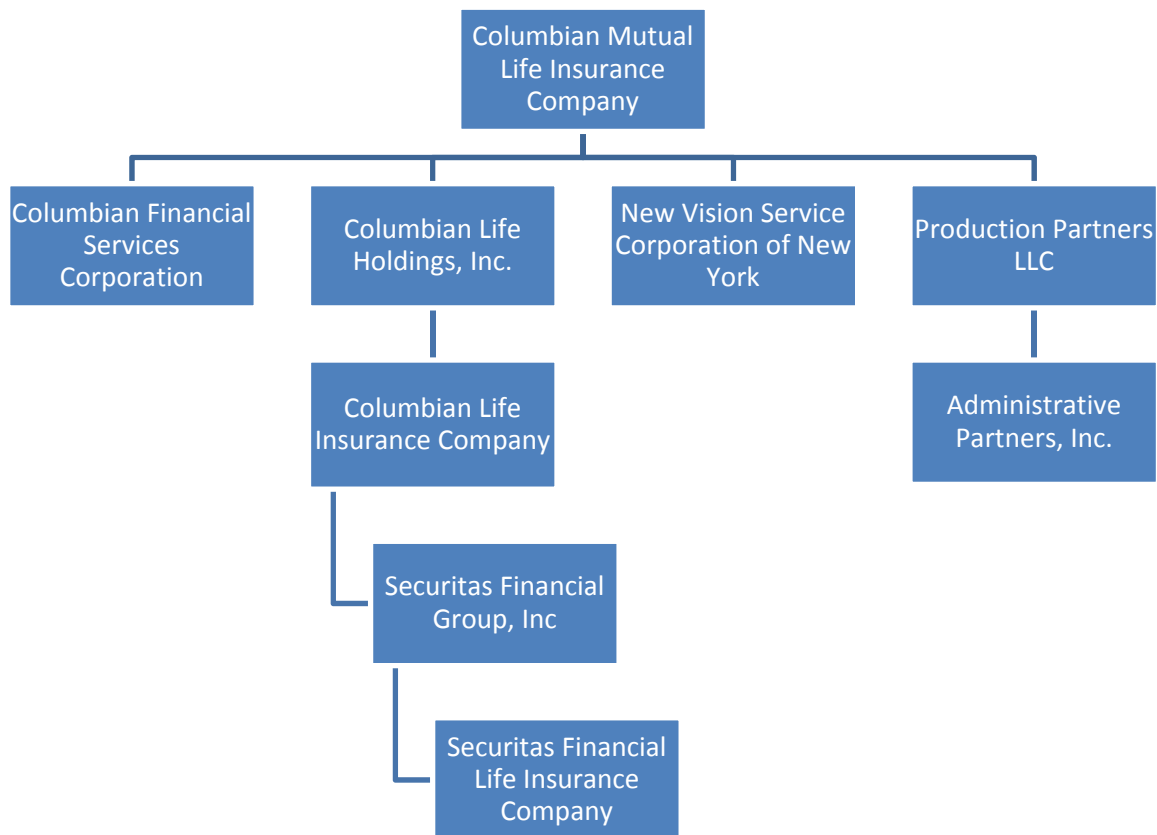 Columbian Mutual
Life Insurance
Company
Columbian Financial
Services
Corporation
Columbian Life
Holdings, Inc.
New Vision Service
Corporation of New
York
Production Partners
LLC
Columbian Life
Insurance Company
Administrative
Partners, Inc.
Securitas Financial
Group, Inc
Securitas Financial
Life Insurance
Company